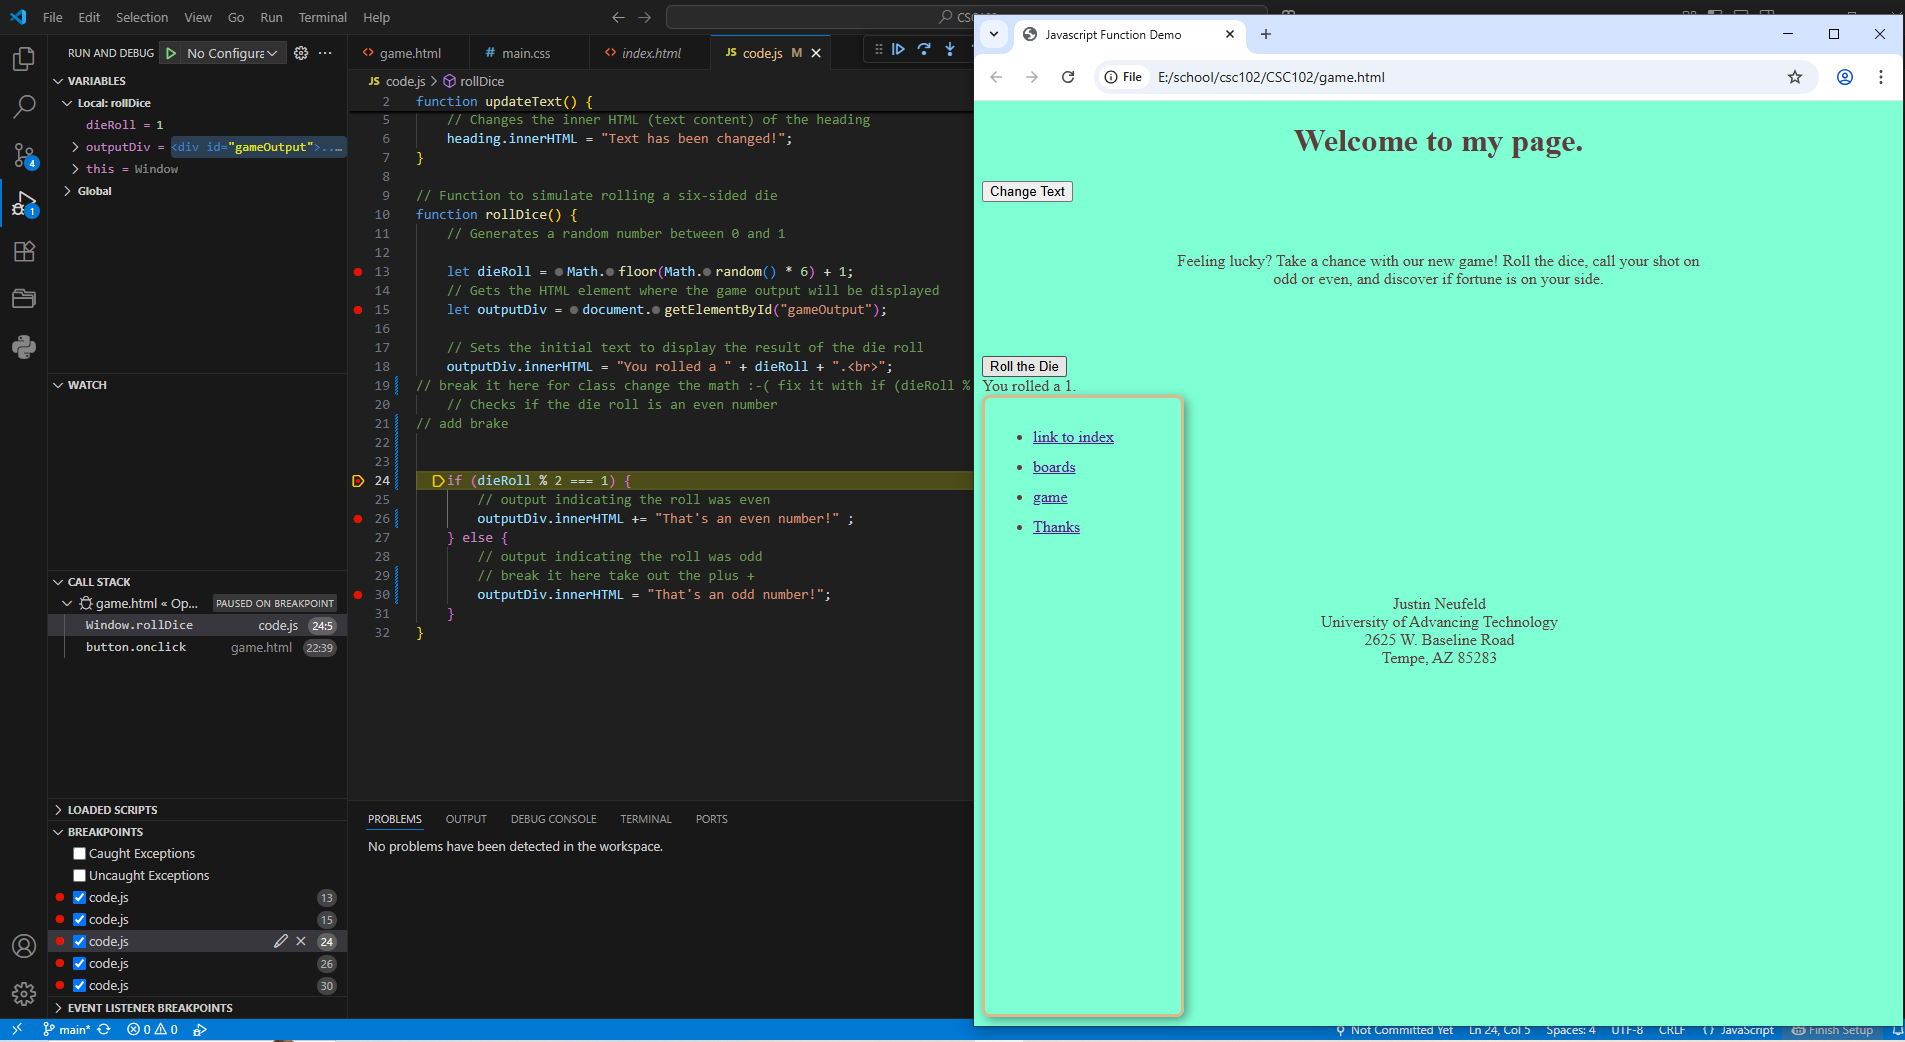 File Edit Selection View Go Run Terminal Help
RUN AND DEBUG No Configura
VARIABLES
Local: rollDice
dieRoll = 1
outputDiv = <div id="gameOutput">...
this = Window
Global
WATCH
CALL STACK
game.html « Op... PAUSED ON BREAKPOINT
Window.rollDice code.js 24:5
button.onclick game.html 22:39
LOADED SCRIPTS
BREAKPOINTS
Caught Exceptions
Uncaught Exceptions
code.js 13
code.js 15
code.js 24
code.js 26
code.js 30
EVENT LISTENER BREAKPOINTS
4
1
game.html # main.css index.html JS code.js M
JS code.js > rollDice
2 function updateText() {
5 // Changes the inner HTML (text content) of the heading
6 heading.innerHTML = "Text has been changed!";
7 }
8
9 // Function to simulate rolling a six-sided die
10 function rollDice() {
11 // Generates a random number between 0 and 1
12
13 let dieRoll = Math.floor(Math.random() * 6) + 1;
14 // Gets the HTML element where the game output will be displayed
15 let outputDiv = document.getElementById("gameOutput");
16
17 // Sets the initial text to display the result of the die roll
18 outputDiv.innerHTML = "You rolled a " + dieRoll + ".<br>";
19 // break it here for class change the math :-( fix it with if (dieRoll %
20 // Checks if the die roll is an even number
21 // add brake
22
23
24 if (dieRoll % 2 === 1) {
25 // output indicating the roll was even
26 outputDiv.innerHTML += "That's an even number!" ;
27 } else {
28 // output indicating the roll was odd
29 // break it here take out the plus +
30 outputDiv.innerHTML = "That's an odd number!";
31 }
32 }
PROBLEMS OUTPUT DEBUG CONSOLE TERMINAL PORTS
No problems have been detected in the workspace.
main* 0 0
Not Committed Yet Ln 24, Col 5 Spaces: 4 UTF-8 CRLF {} JavaScript Finish Setup
Javascript Function Demo
File E:/school/csc102/CSC102/game.html
Welcome to my page.
Change Text
Feeling lucky? Take a chance with our new game! Roll the dice, call your shot on
odd or even, and discover if fortune is on your side.
Roll the Die
You rolled a 1.
link to index
boards
game
Thanks
Justin Neufeld
University of Advancing Technology
2625 W. Baseline Road
Tempe, AZ 85283